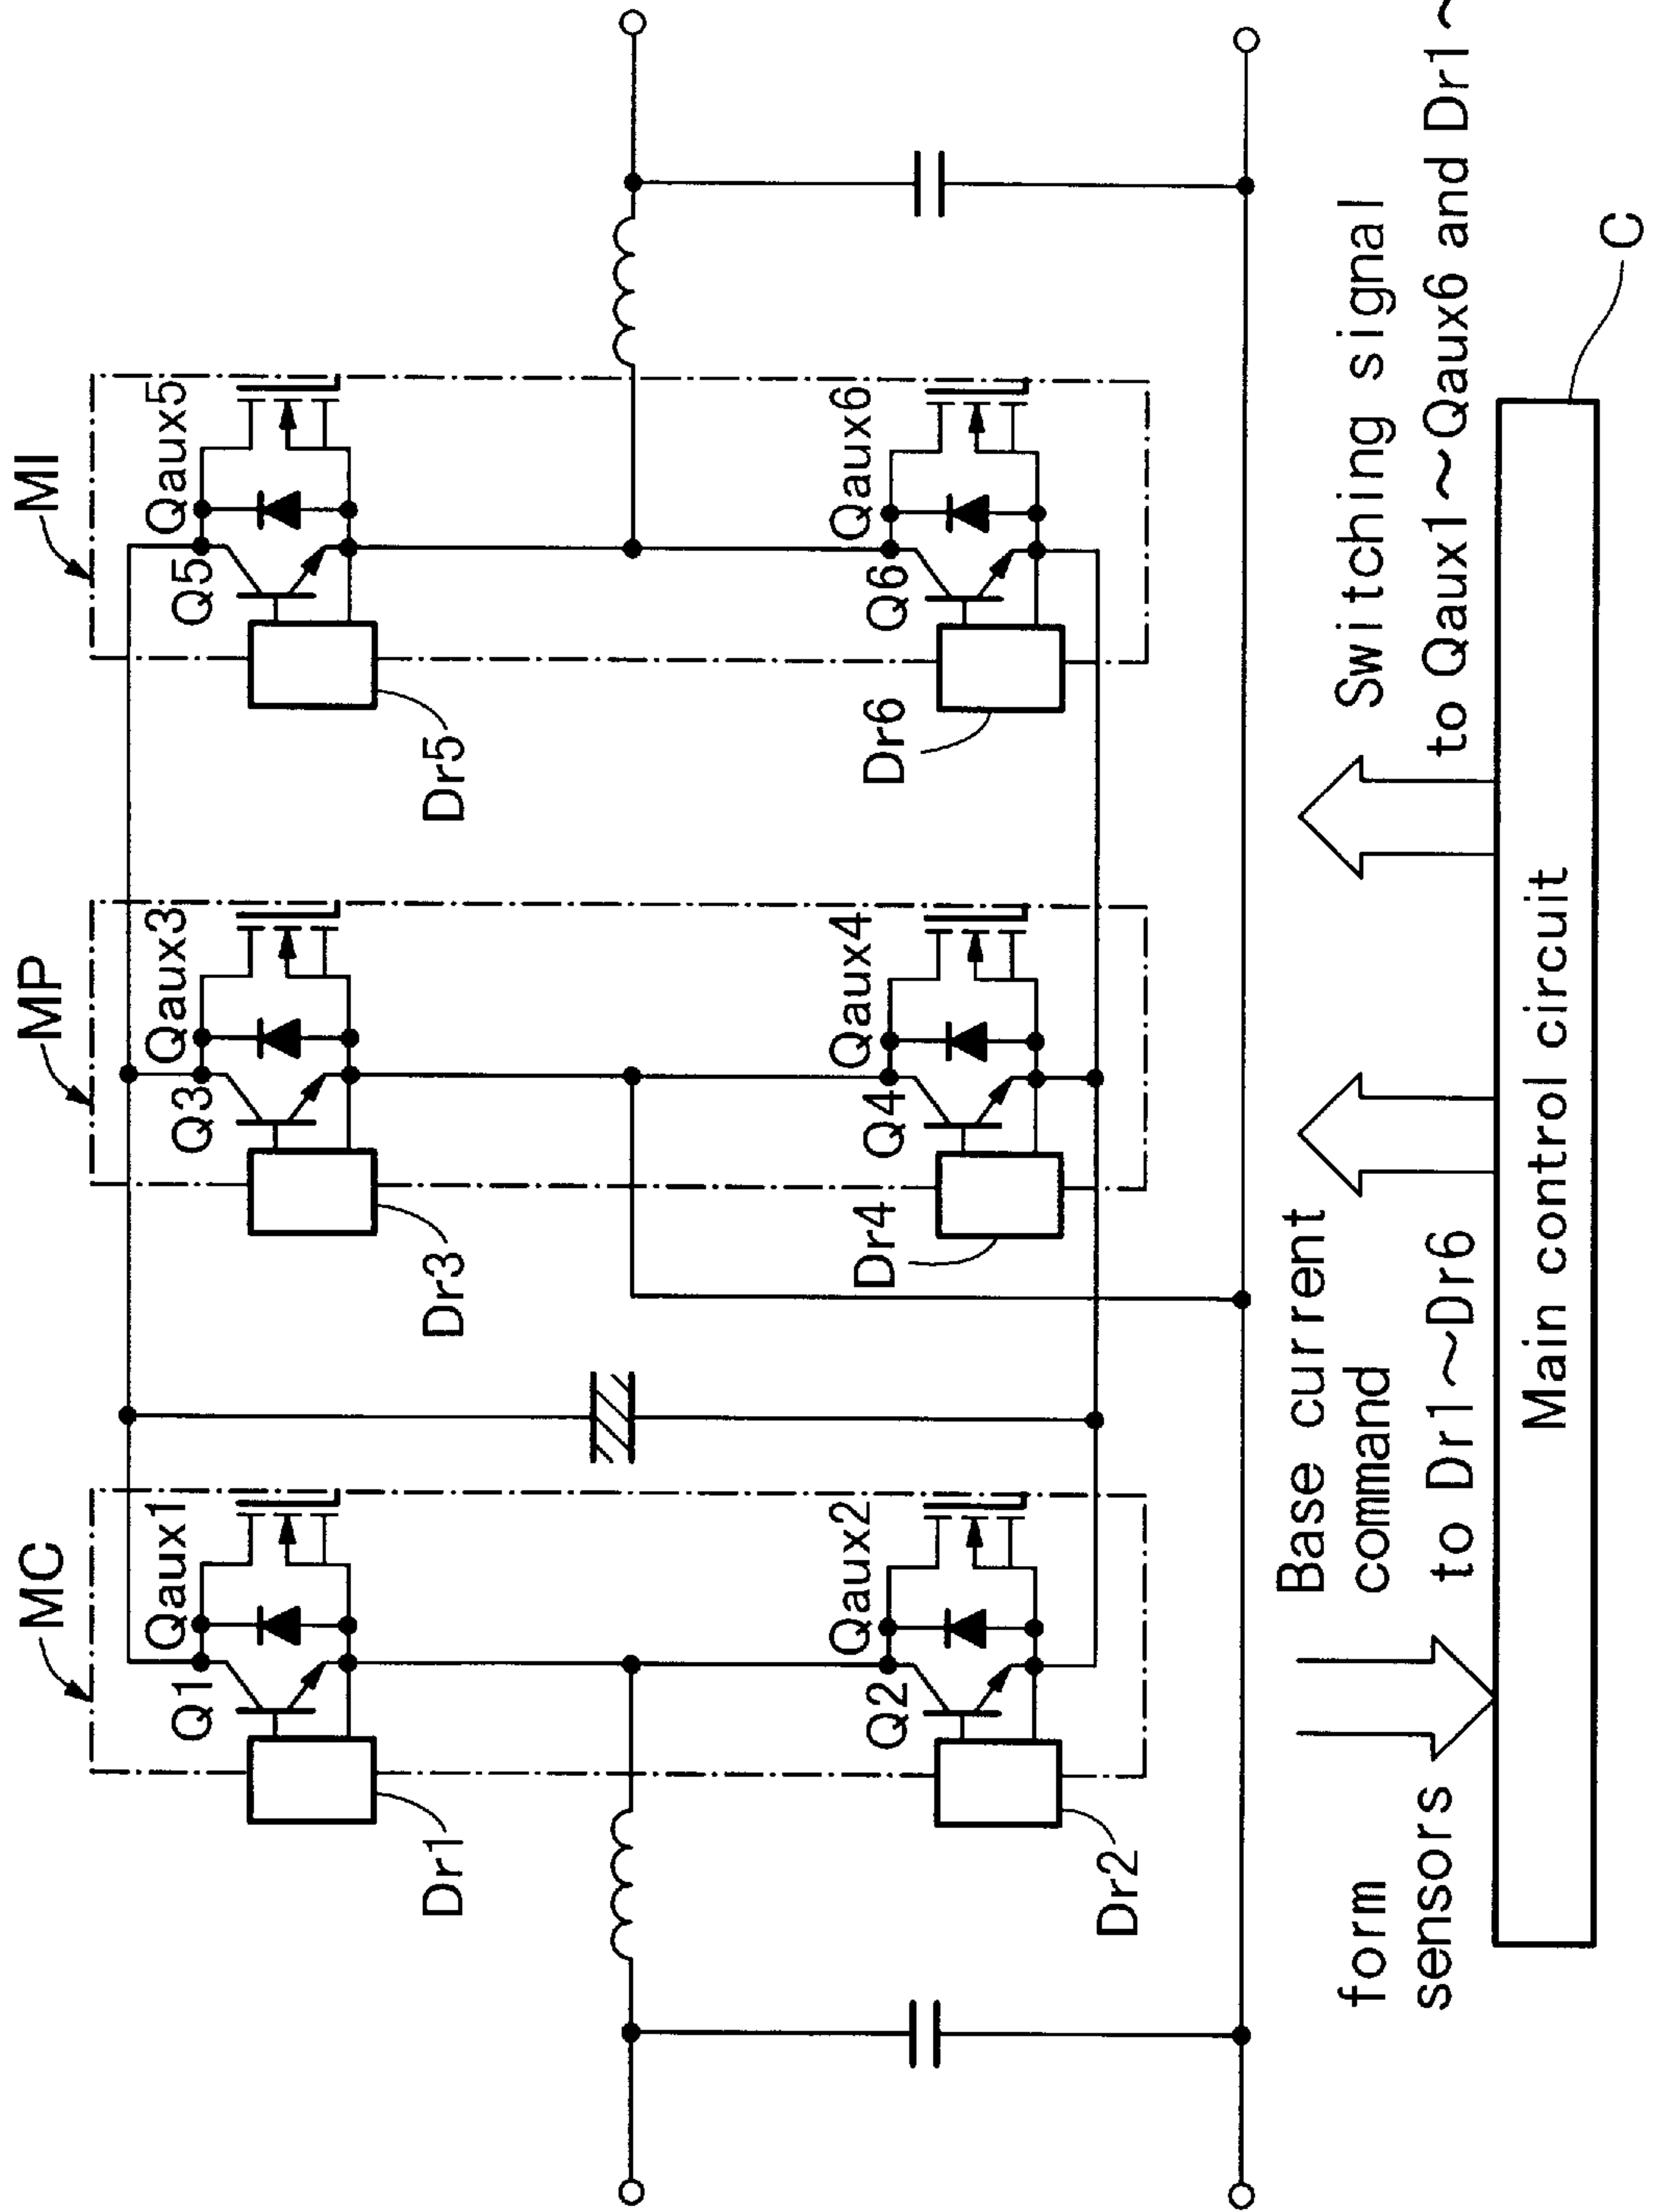 MC
MP
MI
Q1
Qaux1
Q3
Qaux3
Q5
Qaux5
Dr1
Dr3
Dr5
Q2
Qaux2
Q4
Qaux4
Q6
Qaux6
Dr2
Dr4
Dr6
form
sensors
Base current
command
to Dr1~Dr6
Switching signal
to Qaux1~Qaux6 and Dr1~
Main control circuit
C